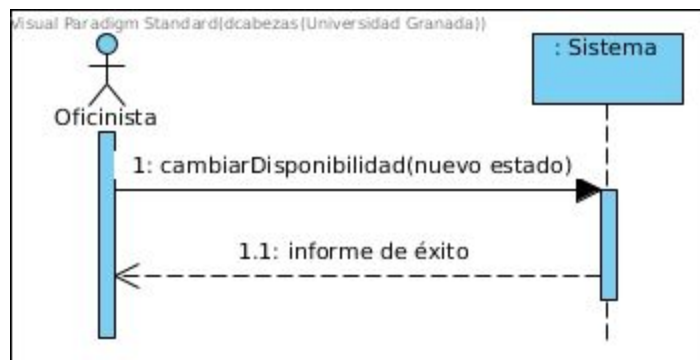 Visual Paradigm Standard(dcabezas(Universidad Granada))
: Sistema
Oficinista
1: cambiarDisponibilidad(nuevo estado)
1.1: informe de éxito